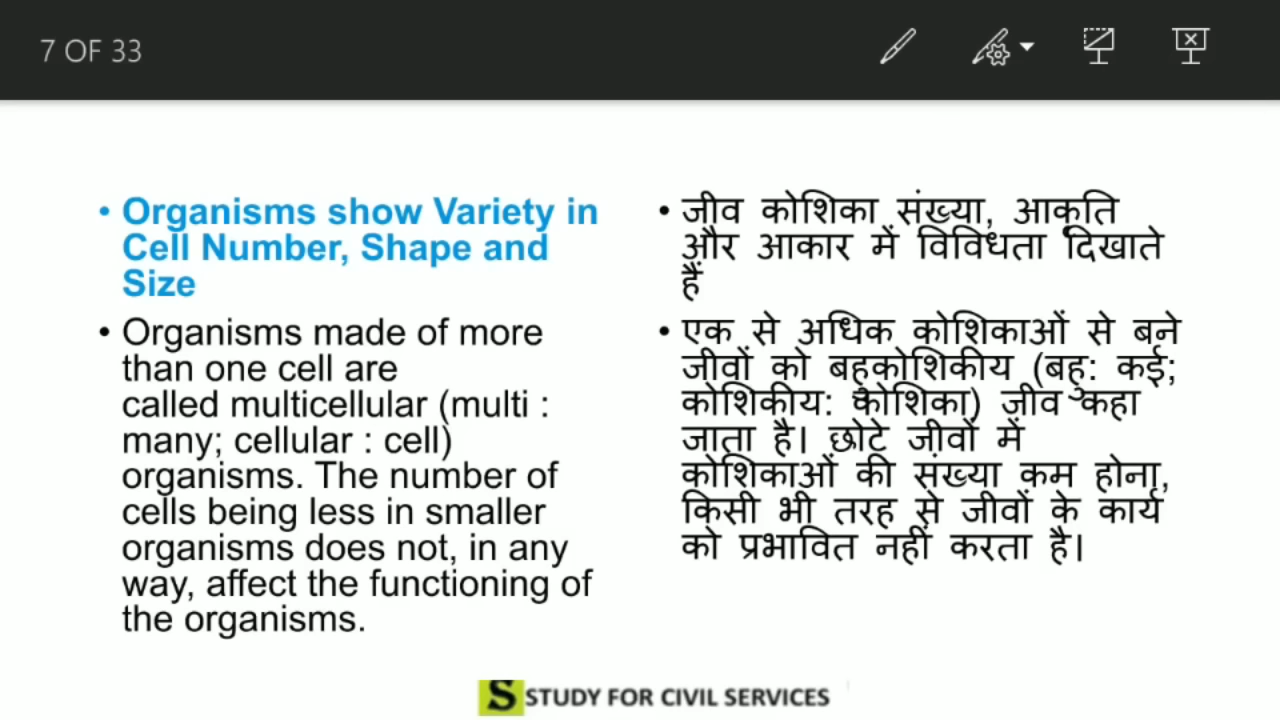 7 OF 33
• Organisms show Variety in
Cell Number, Shape and
Size
• Organisms made of more
than one cell are
called multicellular (multi :
many; cellular : cell)
organisms. The number of
cells being less in smaller
organisms does not, in any
way, affect the functioning of
the organisms.
• जीव कोशिका संख्या, आकृति
और आकार में विविधता दिखाते
हैं
• एक से अधिक कोशिकाओं से बने
जीवों को बहुकोशिकीय (बहु: कई;
कोशिकीय: कोशिका) जीव कहा
जाता है। छोटे जीवों में
कोशिकाओं की संख्या कम होना,
किसी भी तरह से जीवों के कार्य
को प्रभावित नहीं करता है।
S STUDY FOR CIVIL SERVICES